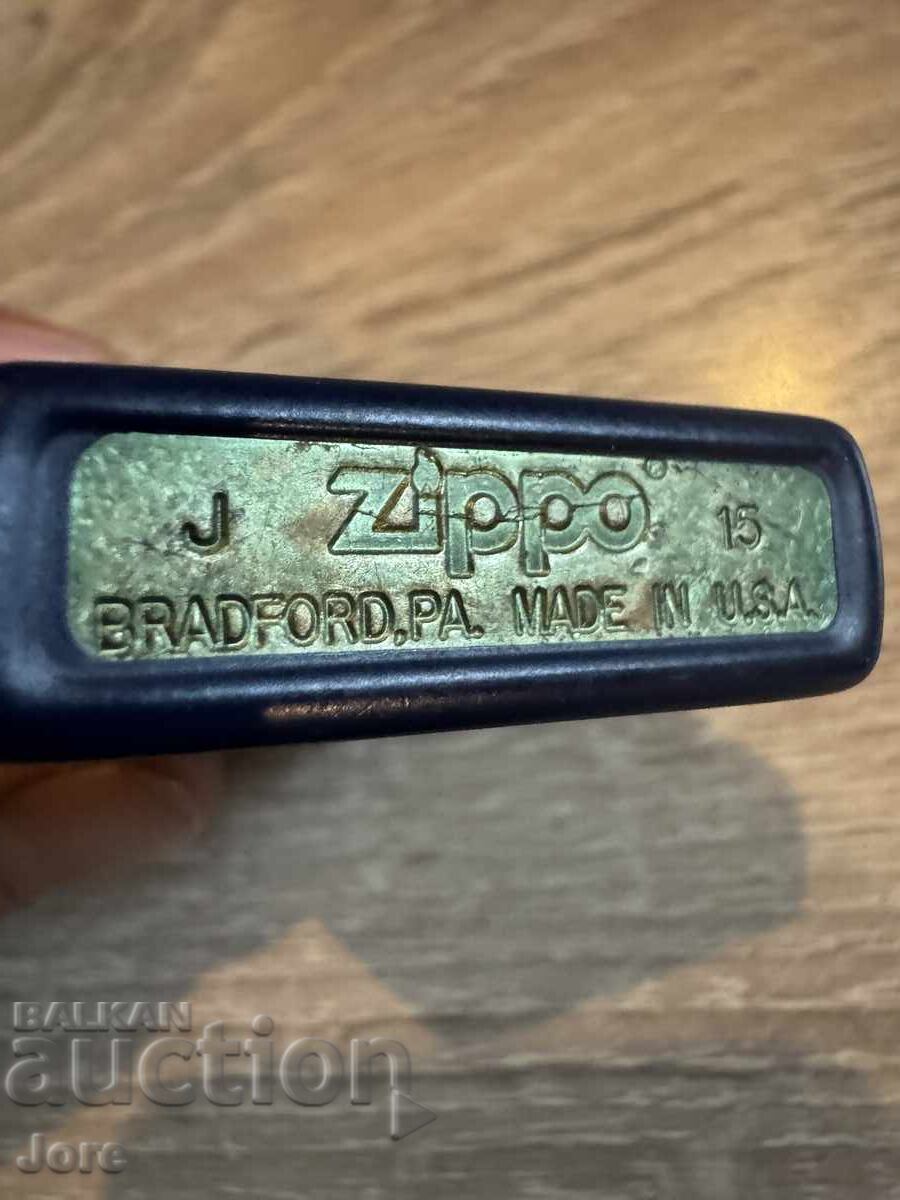 J Zippo ® 15
BRADFORD, PA. MADE IN U.S.A.
BALKAN
auction
Jore